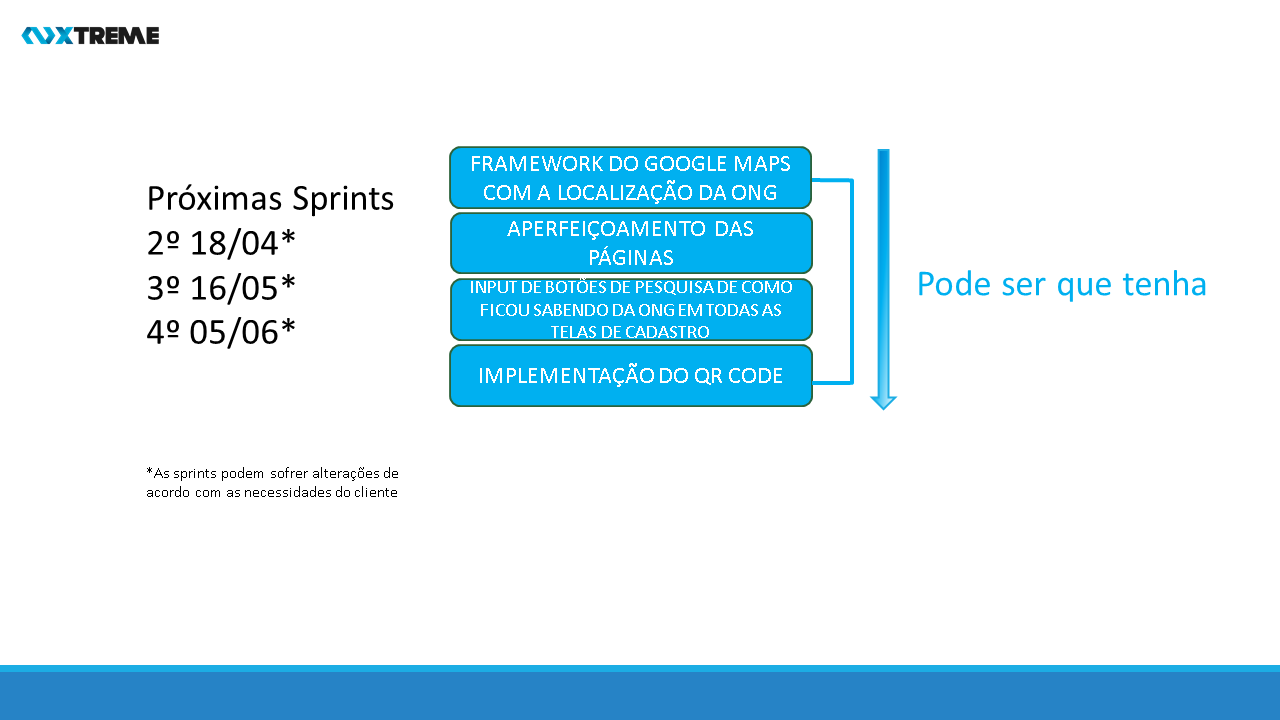 XTREME
Próximas Sprints
2º 18/04*
3º 16/05*
4º 05/06*
*As sprints podem sofrer alterações de
acordo com as necessidades do cliente
FRAMEWORK DO GOOGLE MAPS
COM A LOCALIZAÇÃO DA ONG
APERFEIÇOAMENTO DAS
PÁGINAS
INPUT DE BOTÕES DE PESQUISA DE COMO
FICOU SABENDO DA ONG EM TODAS AS
TELAS DE CADASTRO
IMPLEMENTAÇÃO DO QR CODE
Pode ser que tenha